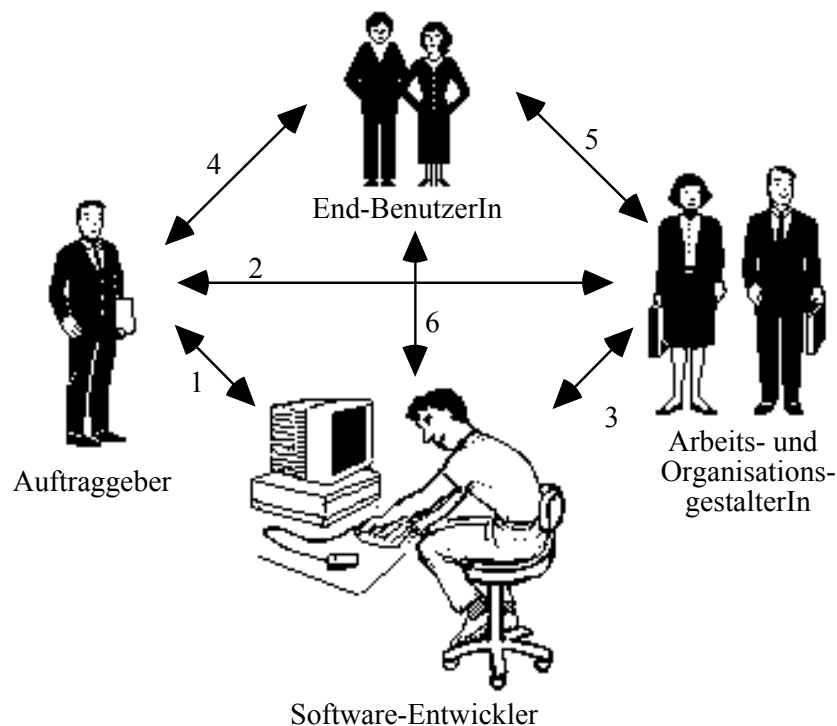 4
5
End-BenutzerIn
2
6
1
3
Auftraggeber
Arbeits- und
Organisations-
gestalterIn
Software-Entwickler